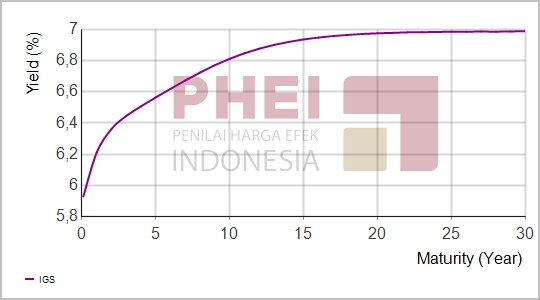 Yield (%)
7
6,8
6,6
6,4
6,2
6
5,8
PHEI
PENILAI HARGA EFEK
INDONESIA
0
5
10
15
20
25
30
Maturity (Year)
IGS